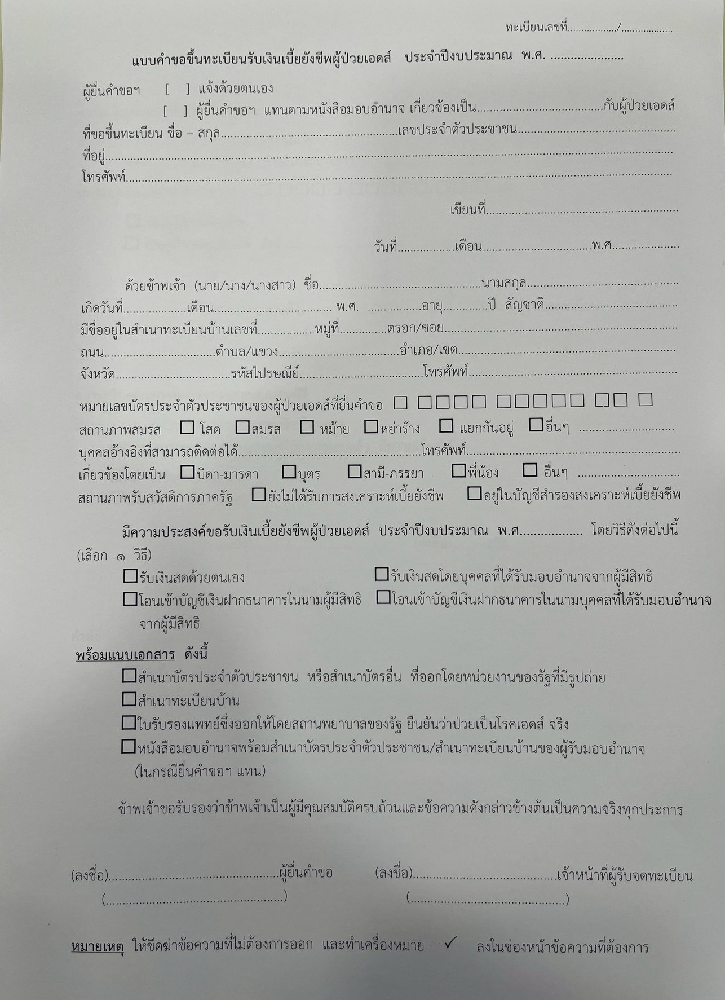 ทะเบียนเลขที่................./..................
แบบคำขอขึ้นทะเบียนรับเงินเบี้ยยังชีพผู้ป่วยเอดส์ ประจำปีงบประมาณ พ.ศ. .......................
ผู้ยื่นคำขอฯ [ ] แจ้งด้วยตนเอง
[ ] ผู้ยื่นคำขอฯ แทนตามหนังสือมอบอำนาจ เกี่ยวข้องเป็น..........................................กับผู้ป่วยเอดส์
ที่ขอขึ้นทะเบียน ชื่อ – สกุล............................................................เลขประจำตัวประชาชน......................................................
ที่อยู่..............................................................................................................................
โทรศัพท์..............................................................................................................................
เขียนที่..................................................................
วันที่...................เดือน.....................................พ.ศ.......................
ด้วยข้าพเจ้า (นาย/นาง/นางสาว) ชื่อ......................................................นามสกุล....................................................
เกิดวันที่.....................เดือน....................................... พ.ศ. ..................อายุ...............ปี สัญชาติ.............................................
มีชื่ออยู่ในสำเนาทะเบียนบ้านเลขที่...................หมู่ที่................ตรอก/ซอย..............................................................................
ถนน.....................................ตำบล/แขวง........................................อำเภอ/เขต.........................................................................
จังหวัด.......................................รหัสไปรษณีย์.........................................โทรศัพท์......................................................................
หมายเลขบัตรประจำตัวประชาชนของผู้ป่วยเอดส์ที่ยื่นคำขอ □ □□□□ □□□□□ □□ □
สถานภาพสมรส □ โสด □สมรส □ หม้าย □หย่าร้าง □ แยกกันอยู่ □อื่นๆ ................................
บุคคลอ้างอิงที่สามารถติดต่อได้.............................................................โทรศัพท์.......................................................................
เกี่ยวข้องโดยเป็น □บิดา-มารดา □บุตร □สามี-ภรรยา □พี่น้อง □ อื่นๆ ..................................
สถานภาพรับสวัสดิการภาครัฐ □ยังไม่ได้รับการสงเคราะห์เบี้ยยังชีพ □อยู่ในบัญชีสำรองสงเคราะห์เบี้ยยังชีพ
มีความประสงค์ขอรับเงินเบี้ยยังชีพผู้ป่วยเอดส์ ประจำปีงบประมาณ พ.ศ.................... โดยวิธีดังต่อไปนี้
(เลือก ๑ วิธี)
□รับเงินสดด้วยตนเอง □รับเงินสดโดยบุคคลที่ได้รับมอบอำนาจจากผู้มีสิทธิ
□โอนเข้าบัญชีเงินฝากธนาคารในนามผู้มีสิทธิ □โอนเข้าบัญชีเงินฝากธนาคารในนามบุคคลที่ได้รับมอบอำนาจ
จากผู้มีสิทธิ
พร้อมแนบเอกสาร ดังนี้
□สำเนาบัตรประจำตัวประชาชน หรือสำเนาบัตรอื่น ที่ออกโดยหน่วยงานของรัฐที่มีรูปถ่าย
□สำเนาทะเบียนบ้าน
□ใบรับรองแพทย์ซึ่งออกให้โดยสถานพยาบาลของรัฐ ยืนยันว่าป่วยเป็นโรคเอดส์ จริง
□หนังสือมอบอำนาจพร้อมสำเนาบัตรประจำตัวประชาชน/สำเนาทะเบียนบ้านของผู้รับมอบอำนาจ
(ในกรณียื่นคำขอฯ แทน)
ข้าพเจ้าขอรับรองว่าข้าพเจ้าเป็นผู้มีคุณสมบัติครบถ้วนและข้อความดังกล่าวข้างต้นเป็นความจริงทุกประการ
(ลงชื่อ).......................................................ผู้ยื่นคำขอ (ลงชื่อ)...............................................เจ้าหน้าที่ผู้รับจดทะเบียน
(.........................................................) (..................................................)
หมายเหตุ ให้ขีดฆ่าข้อความที่ไม่ต้องการออก และทำเครื่องหมาย ✓ ลงในช่องหน้าข้อความที่ต้องการ